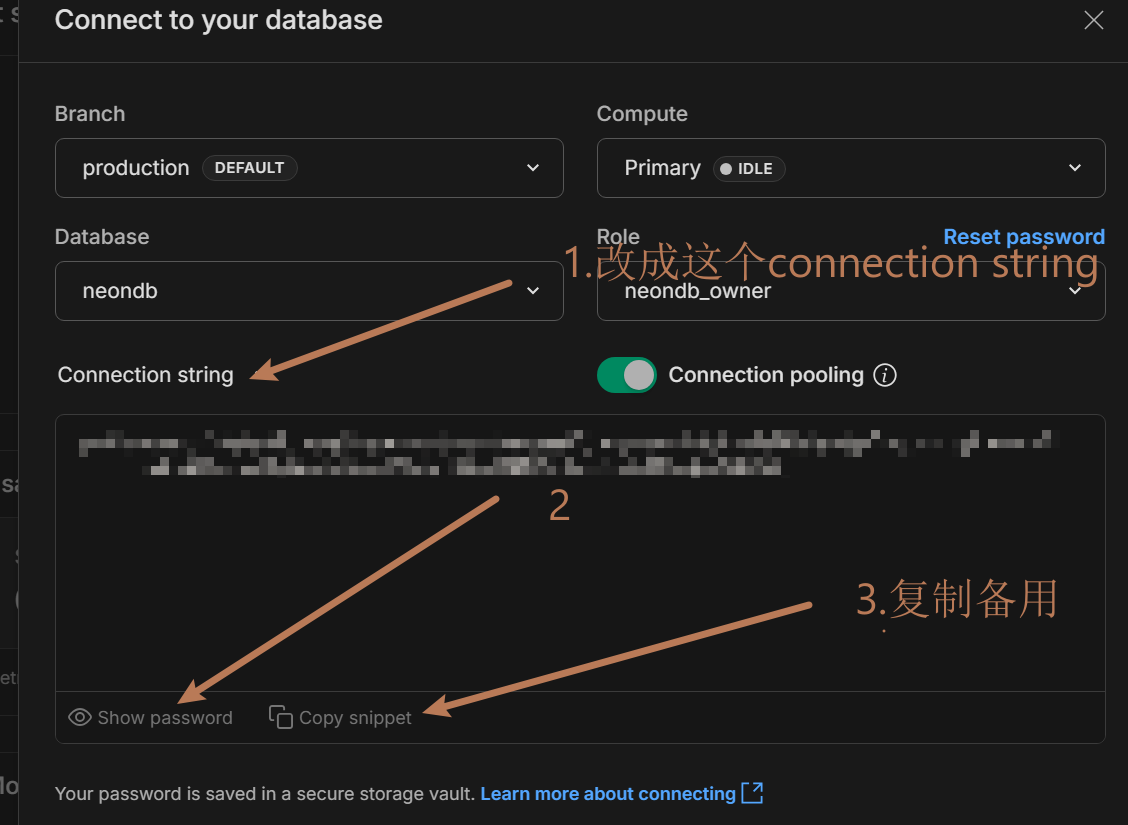 Connect to your database
Branch
Compute
production DEFAULT
Primary IDLE
Database
Role
Reset password
1.改成这个connection string
neondb
neondb_owner
Connection string
Connection pooling
2
3.复制备用
Show password
Copy snippet
Your password is saved in a secure storage vault. Learn more about connecting